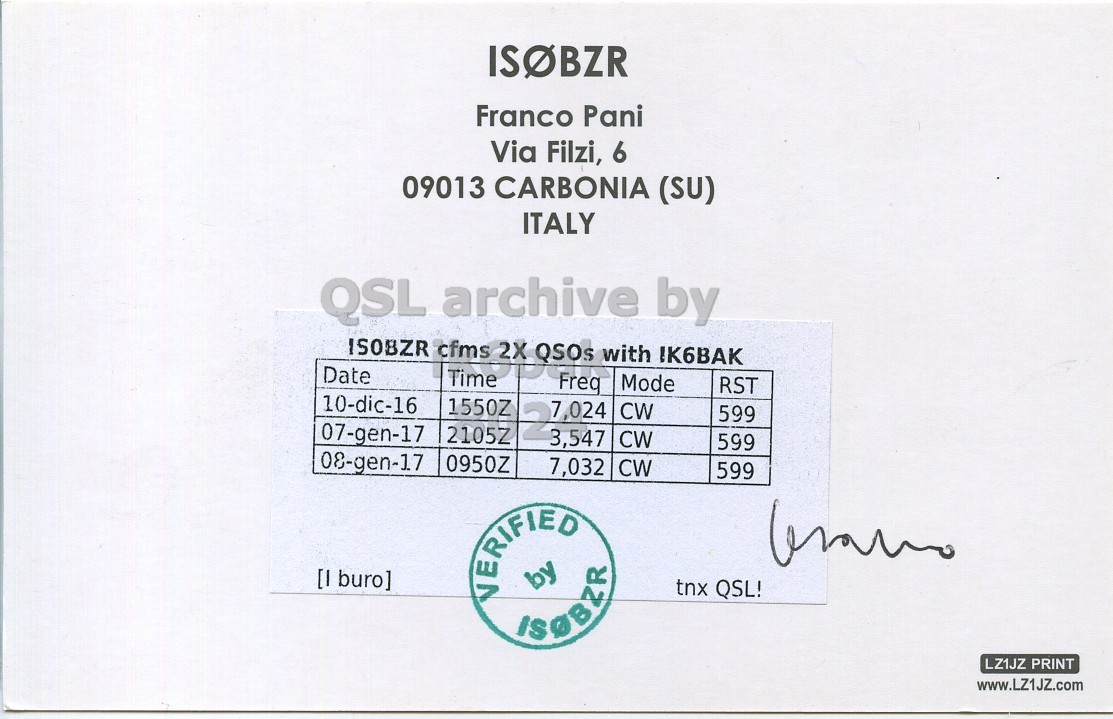 ISØBZR
Franco Pani
Via Filzi, 6
09013 CARBONIA (SU)
ITALY
QSL archive by
ik6bak
8024
IS0BZR cfms 2X QSOs with IK6BAK
Date Time Freq Mode RST
10-dic-16 1550Z 7,024 CW 599
07-gen-17 2105Z 3,547 CW 599
08-gen-17 0950Z 7,032 CW 599
VERIFIED
by
ISØBZR
[I buro]
tnx QSL!
LZ1JZ PRINT
www.LZ1JZ.com